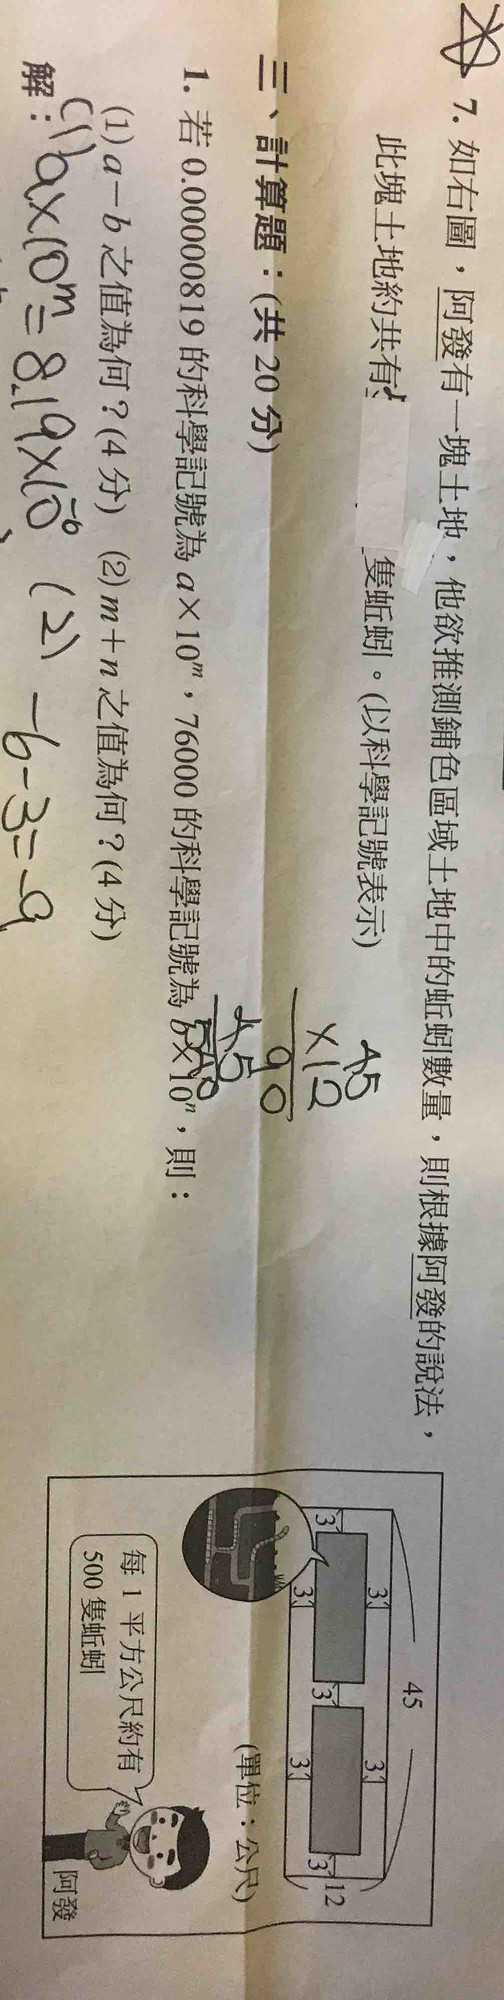 7. 如右圖，阿發有一塊土地，他欲推測鋪色區域土地中的蚯蚓數量，則根據阿發的說法，
此塊土地約共有 隻蚯蚓。(以科學記號表示)
45
×12
90
45
540
45
3 3 3 3
3 3 3 12
(單位：公尺)
每 1 平方公尺約有
500 隻蚯蚓
阿發
三、計算題：(共 20 分)
1. 若 0.00000819 的科學記號為 a×10ᵐ，76000 的科學記號為 b×10ⁿ，則：
(1) a－b 之值為何？(4 分) (2) m＋n 之值為何？(4 分)
解：
(1) a×10ᵐ=8.19×10⁻⁶ (2) -6-3=-9